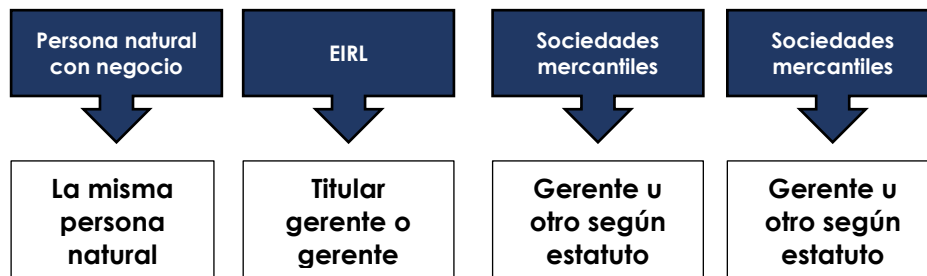 Persona natural
con negocio
La misma
persona
natural
EIRL
Titular
gerente o
gerente
Sociedades
mercantiles
Gerente u
otro según
estatuto
Sociedades
mercantiles
Gerente u
otro según
estatuto